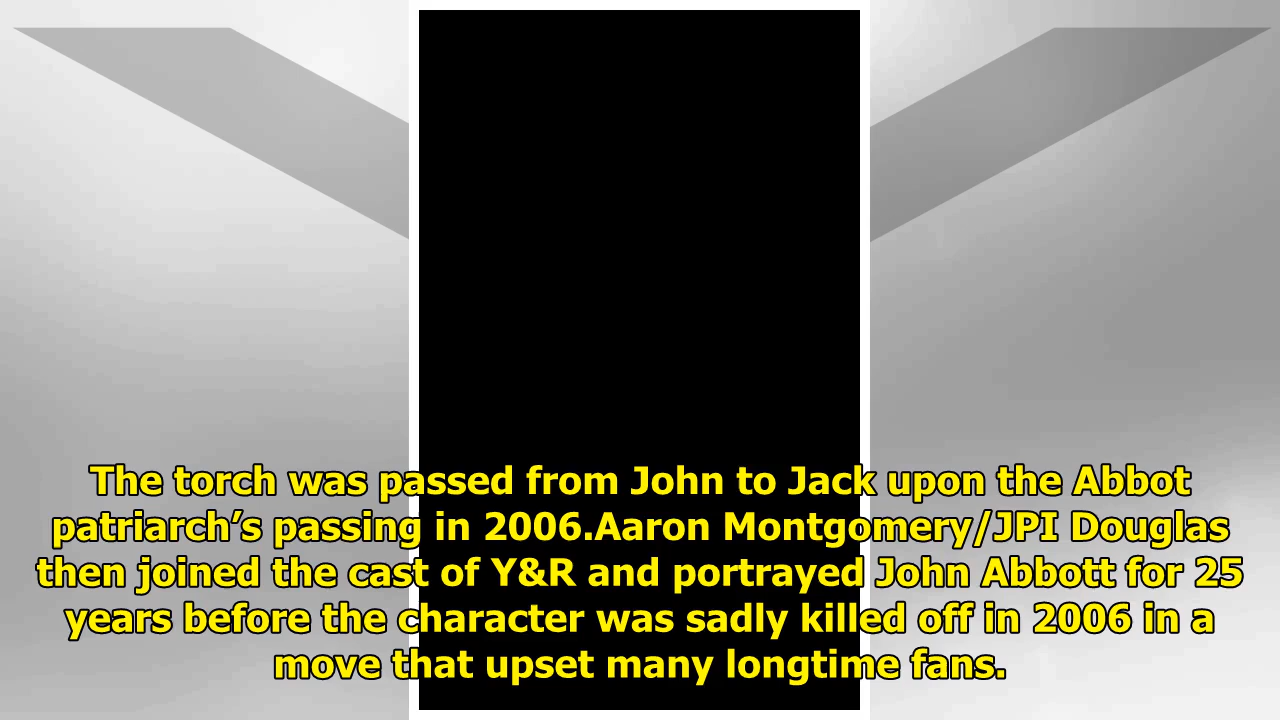 The torch was passed from John to Jack upon the Abbot
patriarch’s passing in 2006.Aaron Montgomery/JPI Douglas
then joined the cast of Y&R and portrayed John Abbott for 25
years before the character was sadly killed off in 2006 in a
move that upset many longtime fans.